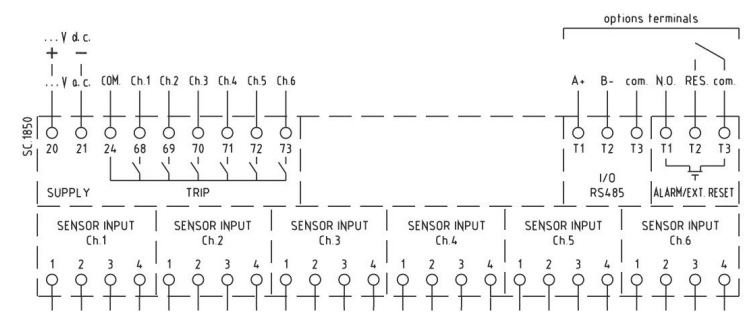 options terminals
... V d.c.
+ −
... V a.c. COM. Ch.1 Ch.2 Ch.3 Ch.4 Ch.5 Ch.6 A+ B- com. N.O. RES. com.
SC 1850
20 21 24 68 69 70 71 72 73 T1 T2 T3 T1 T2 T3
I/O
SUPPLY TRIP RS485 ALARM/EXT. RESET
SENSOR INPUT SENSOR INPUT SENSOR INPUT SENSOR INPUT SENSOR INPUT SENSOR INPUT
Ch.1 Ch.2 Ch.3 Ch.4 Ch.5 Ch.6
1 2 3 4 1 2 3 4 1 2 3 4 1 2 3 4 1 2 3 4 1 2 3 4